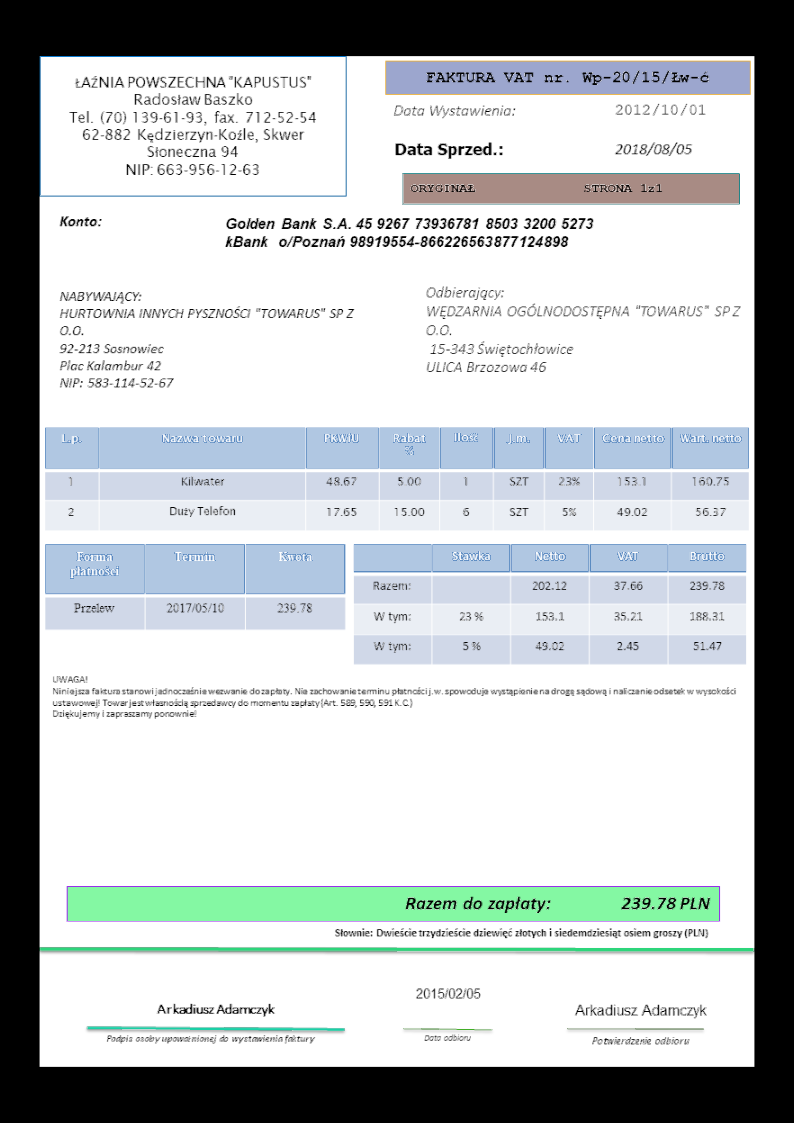 ŁAŹNIA POWSZECHNA "KAPUSTUS"
Radosław Baszko
Tel. (70) 139-61-93, fax. 712-52-54
62-882 Kędzierzyn-Koźle, Skwer
Słoneczna 94
NIP: 663-956-12-63
FAKTURA VAT nr. Wp-20/15/Łw-ć
Data Wystawienia: 2012/10/01
Data Sprzed.: 2018/08/05
ORYGINAŁ STRONA 1z1
Konto: Golden Bank S.A. 45 9267 73936781 8503 3200 5273
kBank o/Poznań 98919554-866226563877124898
NABYWAJĄCY:
HURTOWNIA INNYCH PYSZNOŚCI "TOWARUS" SP Z
O.O.
92-213 Sosnowiec
Plac Kalambur 42
NIP: 583-114-52-67
Odbierający:
WĘDZARNIA OGÓLNODOSTĘPNA "TOWARUS" SP Z
O.O.
15-343 Świętochłowice
ULICA Brzozowa 46
L.p. Nazwa towaru PKWiU Rabat % Ilość J.m. VAT Cena netto Wart. netto
1 Kilwater 48.67 5.00 1 SZT 23% 153.1 160.75
2 Duży Telefon 17.65 15.00 6 SZT 5% 49.02 56.37
Forma płatności Termin Kwota
Przelew 2017/05/10 239.78
Stawka Netto VAT Brutto
Razem: 202.12 37.66 239.78
W tym: 23 % 153.1 35.21 188.31
W tym: 5 % 49.02 2.45 51.47
UWAGA!
Niniejsza faktura stanowi jednocześnie wezwanie do zapłaty. Nie zachowanie terminu płatności j.w. spowoduje wystąpienie na drogą sądową i naliczanie odsetek w wysokości
ustawowej! Towar jest własnością sprzedawcy do momentu zapłaty (Art. 589, 590, 591 K.C.)
Dziękujemy i zapraszamy ponownie!
Razem do zapłaty: 239.78 PLN
Słownie: Dwieście trzydzieście dziewięć złotych i siedemdziesiąt osiem groszy (PLN)
Arkadiusz Adamczyk
Podpis osoby upoważnionej do wystawienia faktury
2015/02/05
Data odbioru
Arkadiusz Adamczyk
Potwierdzenie odbioru